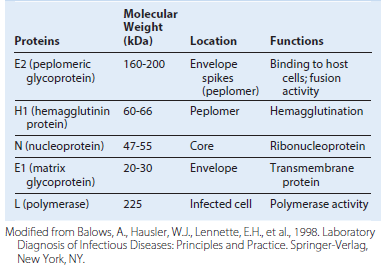 Proteins Molecular Weight (kDa) Location Functions
E2 (peplomeric glycoprotein) 160-200 Envelope spikes (peplomer) Binding to host cells; fusion activity
H1 (hemagglutinin protein) 60-66 Peplomer Hemagglutination
N (nucleoprotein) 47-55 Core Ribonucleoprotein
E1 (matrix glycoprotein) 20-30 Envelope Transmembrane protein
L (polymerase) 225 Infected cell Polymerase activity
Modified from Balows, A., Hausler, W.J., Lennette, E.H., et al., 1998. Laboratory
Diagnosis of Infectious Diseases: Principles and Practice. Springer-Verlag,
New York, NY.